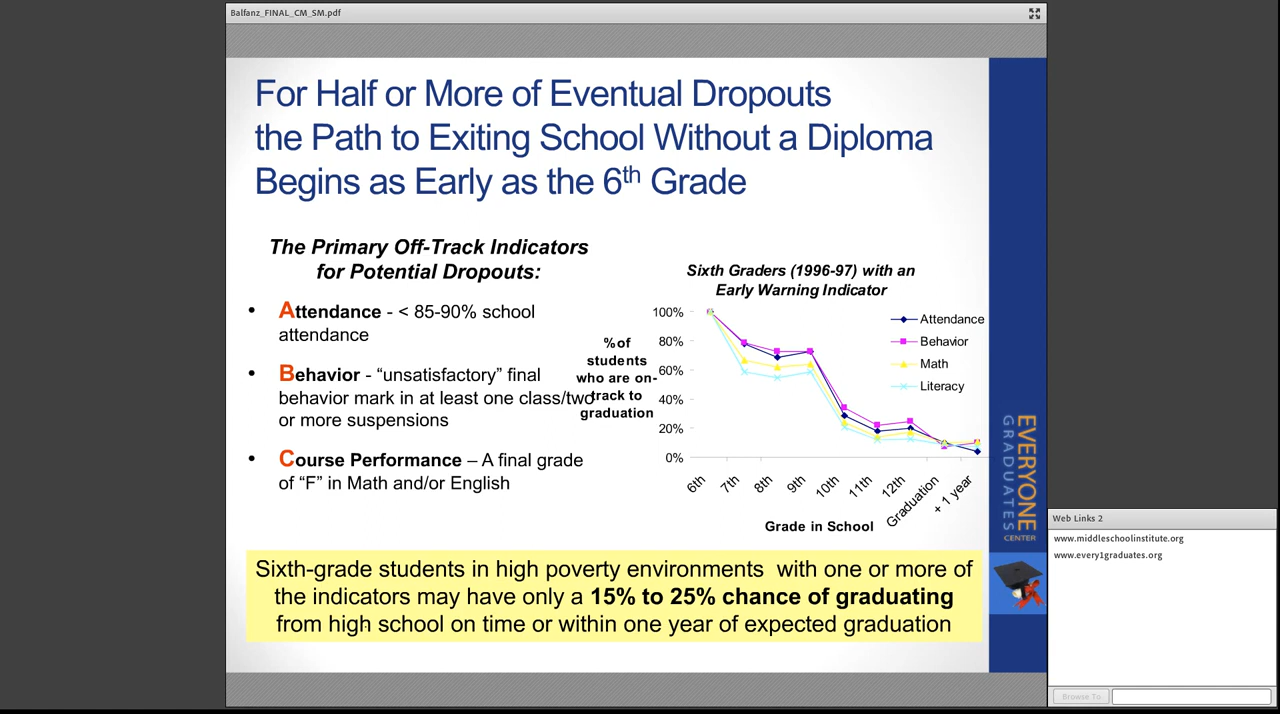 Balfanz_FINAL_CM_SM.pdf
For Half or More of Eventual Dropouts
the Path to Exiting School Without a Diploma
Begins as Early as the 6th Grade
The Primary Off-Track Indicators
for Potential Dropouts:
• Attendance - < 85-90% school
attendance
• Behavior - “unsatisfactory” final
behavior mark in at least one class/two
or more suspensions
• Course Performance – A final grade
of “F” in Math and/or English
Sixth Graders (1996-97) with an
Early Warning Indicator
% of
students
who are on-
track to
graduation
100%
80%
60%
40%
20%
0%
Attendance
Behavior
Math
Literacy
6th
7th
8th
9th
10th
11th
12th
Graduation
+ 1 year
Grade in School
Sixth-grade students in high poverty environments with one or more of
the indicators may have only a 15% to 25% chance of graduating
from high school on time or within one year of expected graduation
EVERYONE
GRADUATES
CENTER
Web Links 2
www.middleschoolinstitute.org
www.every1graduates.org
Browse To